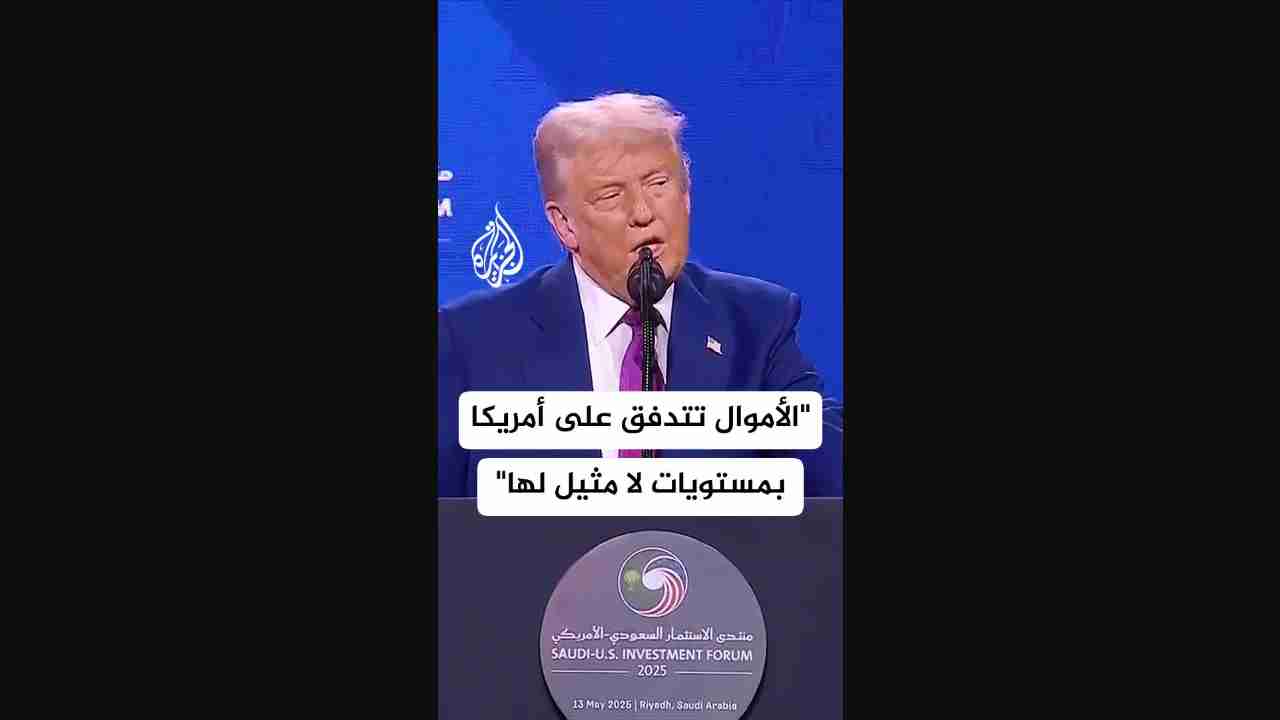 الجزيرة
"الأموال تتدفق على أمريكا
بمستويات لا مثيل لها"
منتدى الاستثمار السعودي-الأمريكي
SAUDI-U.S. INVESTMENT FORUM
2025
13 May 2025 | Riyadh, Saudi Arabia